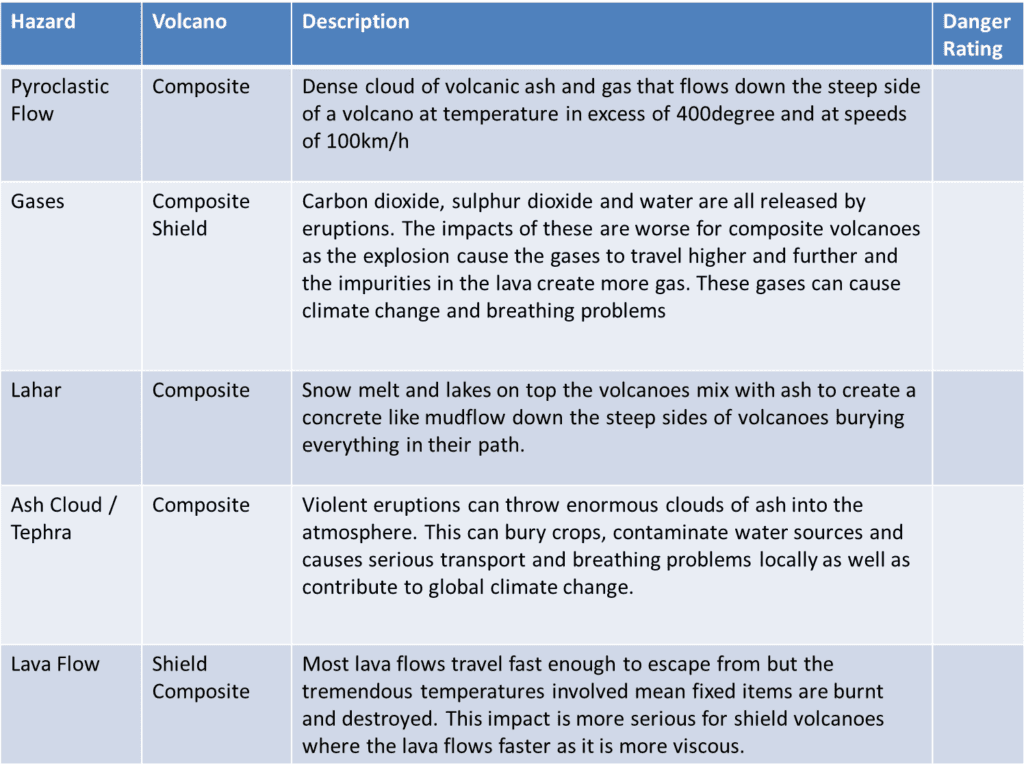 Hazard
Volcano
Description
Danger
Rating
Pyroclastic
Flow
Composite
Dense cloud of volcanic ash and gas that flows down the steep side
of a volcano at temperature in excess of 400degree and at speeds
of 100km/h
Gases
Composite
Shield
Carbon dioxide, sulphur dioxide and water are all released by
eruptions. The impacts of these are worse for composite volcanoes
as the explosion cause the gases to travel higher and further and
the impurities in the lava create more gas. These gases can cause
climate change and breathing problems
Lahar
Composite
Snow melt and lakes on top the volcanoes mix with ash to create a
concrete like mudflow down the steep sides of volcanoes burying
everything in their path.
Ash Cloud /
Tephra
Composite
Violent eruptions can throw enormous clouds of ash into the
atmosphere. This can bury crops, contaminate water sources and
causes serious transport and breathing problems locally as well as
contribute to global climate change.
Lava Flow
Shield
Composite
Most lava flows travel fast enough to escape from but the
tremendous temperatures involved mean fixed items are burnt
and destroyed. This impact is more serious for shield volcanoes
where the lava flows faster as it is more viscous.